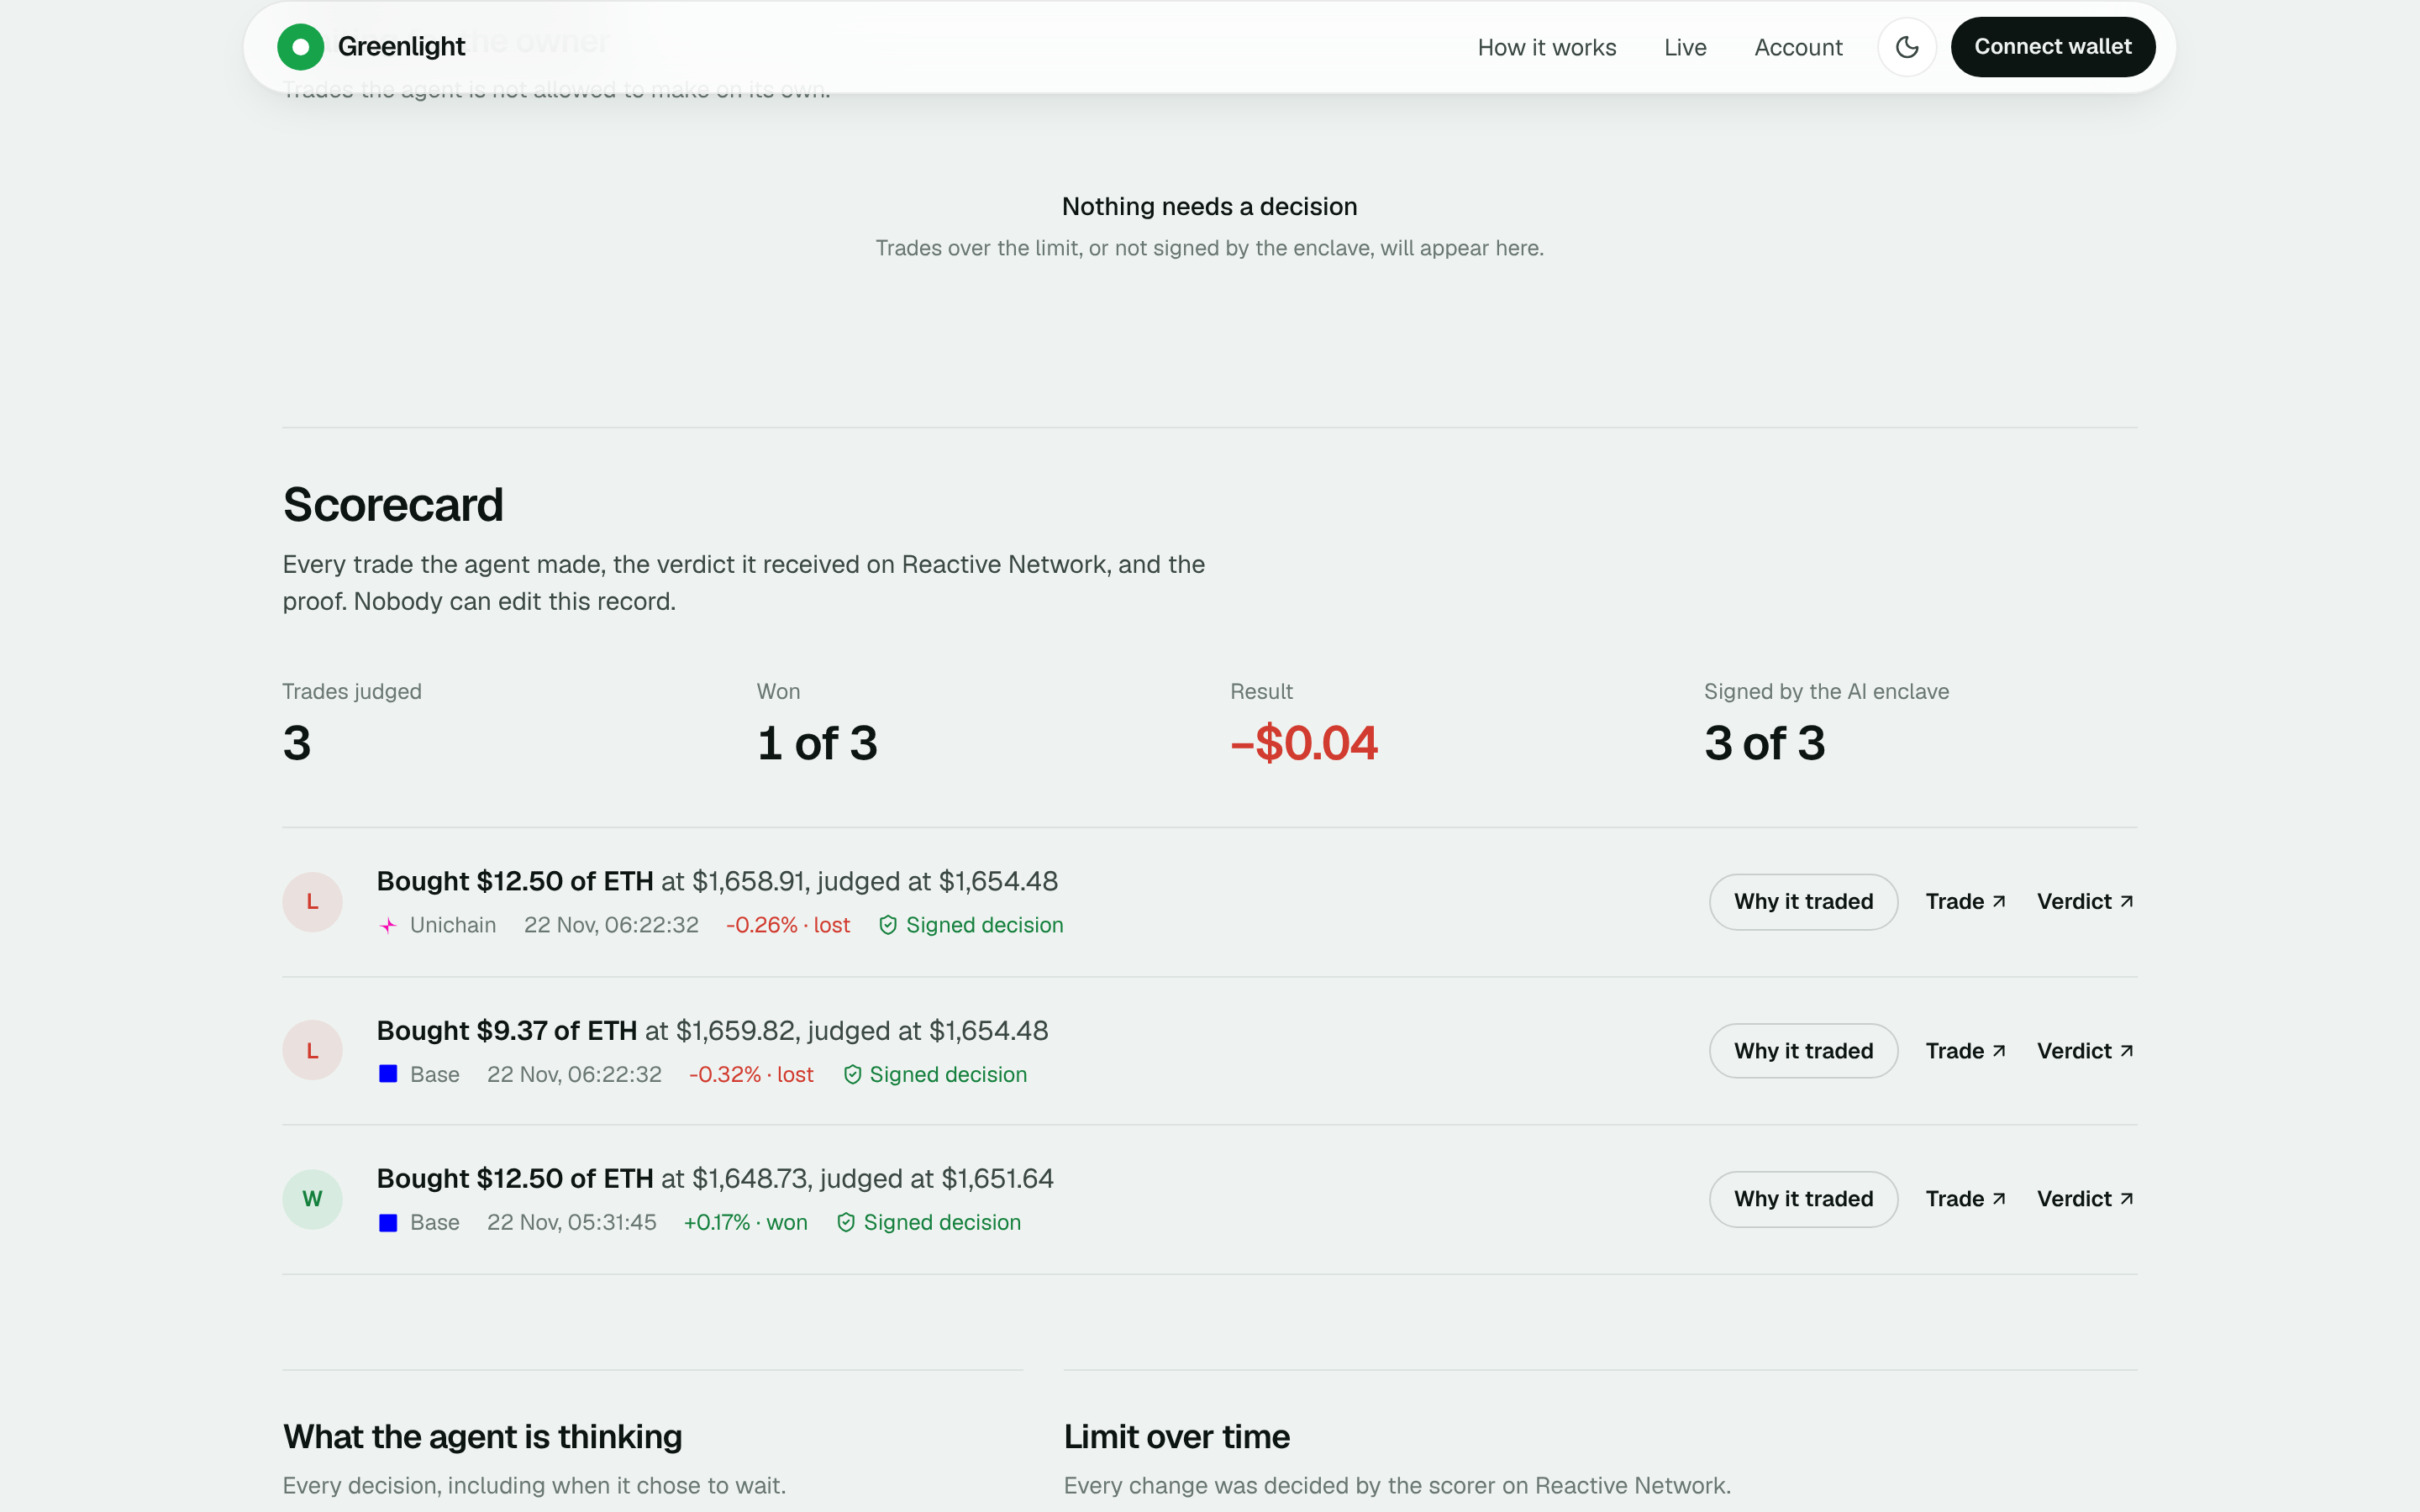 Greenlight
he owner
How it works
Live
Account
Connect wallet
Trades the agent is not allowed to make on its own.
Nothing needs a decision
Trades over the limit, or not signed by the enclave, will appear here.
Scorecard
Every trade the agent made, the verdict it received on Reactive Network, and the
proof. Nobody can edit this record.
Trades judged
3
Won
1 of 3
Result
–$0.04
Signed by the AI enclave
3 of 3
L
Bought $12.50 of ETH at $1,658.91, judged at $1,654.48
Unichain 22 Nov, 06:22:32 -0.26% · lost Signed decision
Why it traded Trade ↗ Verdict ↗
L
Bought $9.37 of ETH at $1,659.82, judged at $1,654.48
Base 22 Nov, 06:22:32 -0.32% · lost Signed decision
Why it traded Trade ↗ Verdict ↗
W
Bought $12.50 of ETH at $1,648.73, judged at $1,651.64
Base 22 Nov, 05:31:45 +0.17% · won Signed decision
Why it traded Trade ↗ Verdict ↗
What the agent is thinking
Every decision, including when it chose to wait.
Limit over time
Every change was decided by the scorer on Reactive Network.